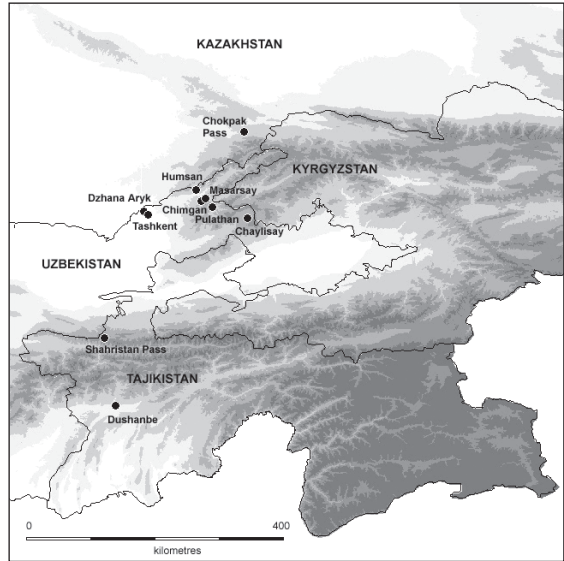 KAZAKHSTAN
Chokpak
Pass
KYRGYZSTAN
Humsan
Masarsay
Dzhana Aryk
Chimgan
Pulathan
Tashkent
Chaylisay
UZBEKISTAN
Shahristan Pass
TAJIKISTAN
Dushanbe
0 400
kilometres